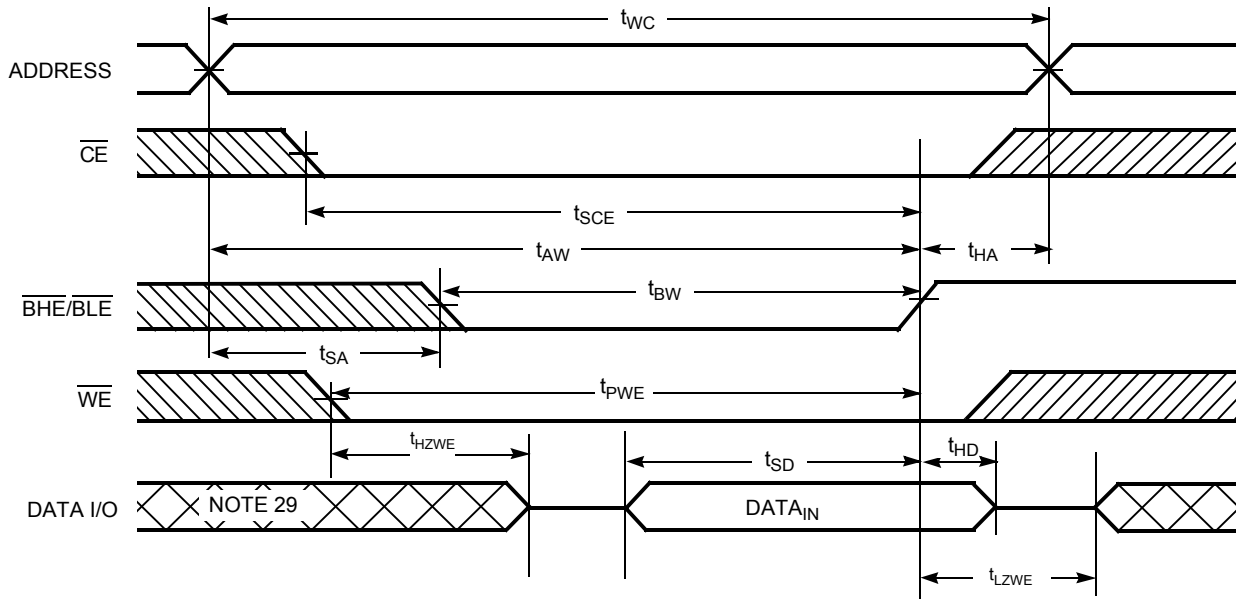 tWC
ADDRESS
CE
tSCE
tAW
tHA
BHE/BLE
tBW
tSA
WE
tPWE
tHZWE
tSD
tHD
DATA I/O
NOTE 29
DATAIN
tLZWE